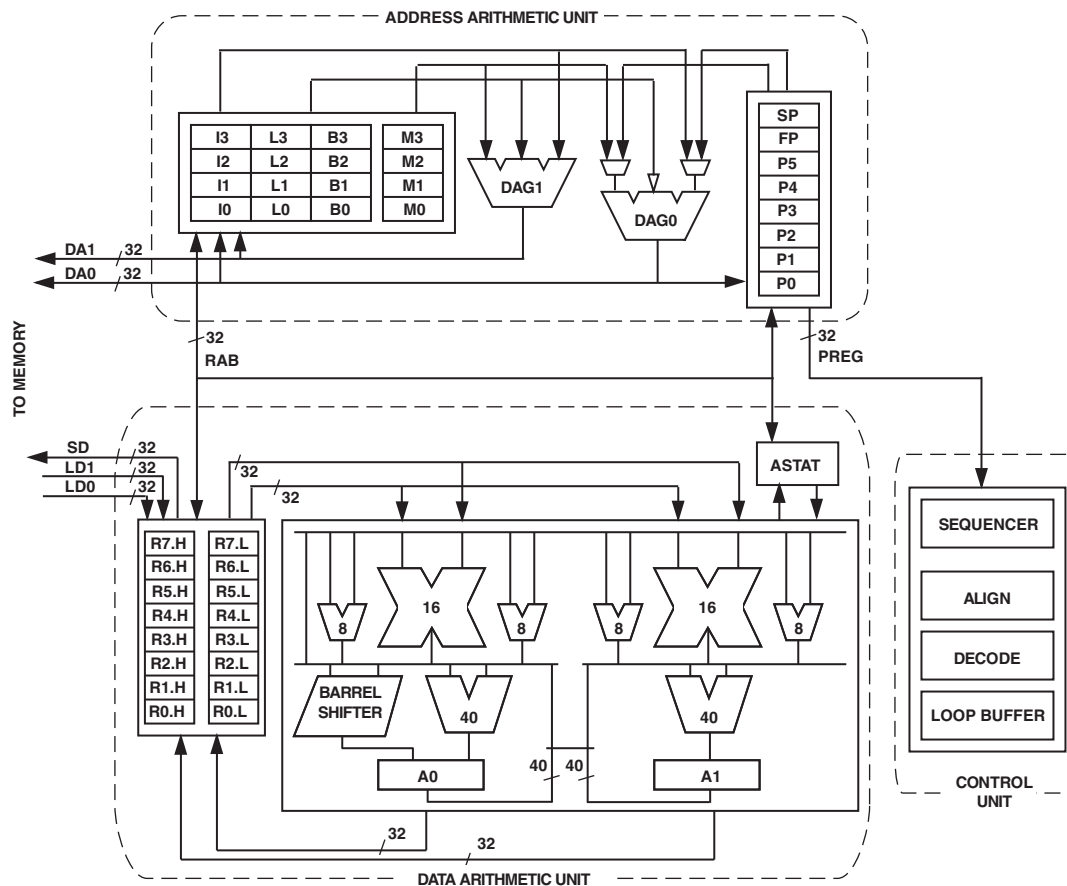 ADDRESS ARITHMETIC UNIT
I3 L3 B3 M3
I2 L2 B2 M2
I1 L1 B1 M1
I0 L0 B0 M0
DAG1
DAG0
SP
FP
P5
P4
P3
P2
P1
P0
DA1 32
DA0 32
32
RAB
32
PREG
TO MEMORY
SD 32
LD1 32
LD0 32
32
32
ASTAT
R7.H R7.L
R6.H R6.L
R5.H R5.L
R4.H R4.L
R3.H R3.L
R2.H R2.L
R1.H R1.L
R0.H R0.L
8 16 8 8 16 8
BARREL
SHIFTER
40
40
40 40
A0
A1
32
32
DATA ARITHMETIC UNIT
SEQUENCER
ALIGN
DECODE
LOOP BUFFER
CONTROL
UNIT